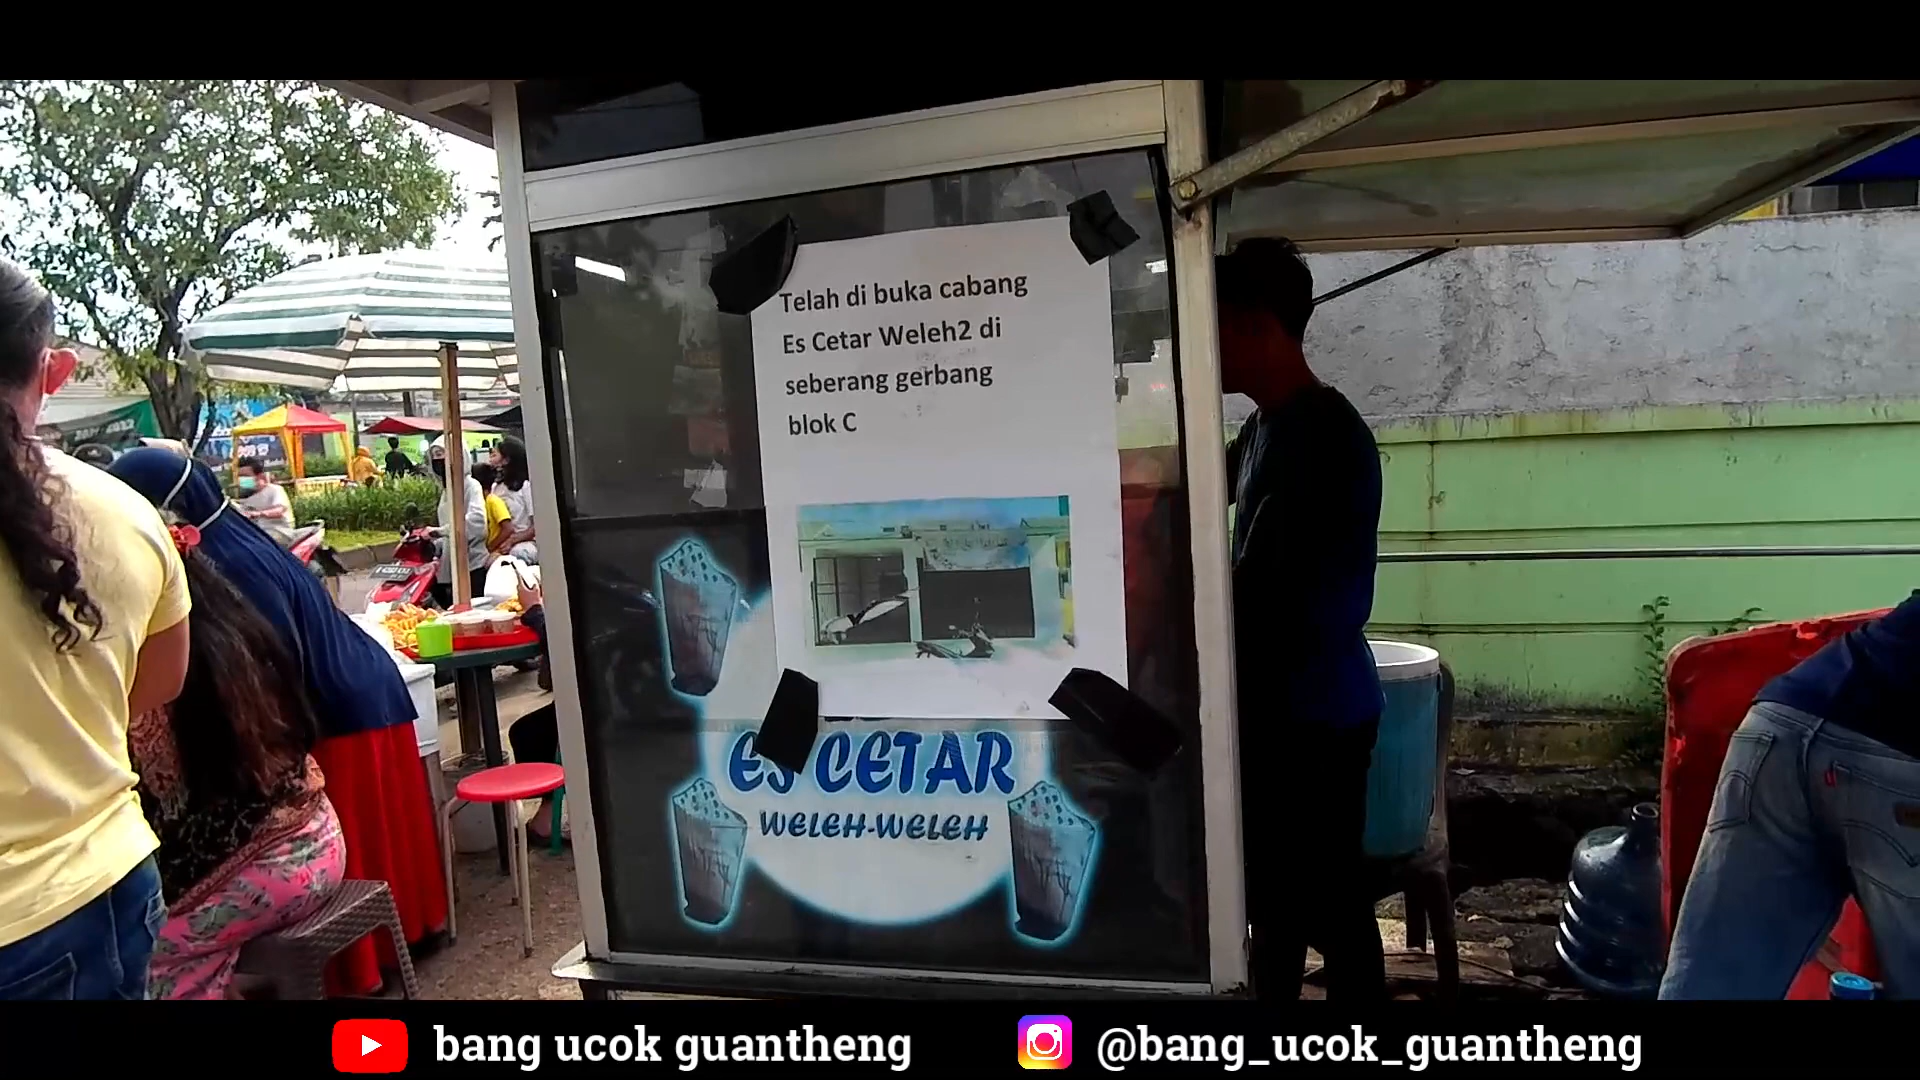 Telah di buka cabang
Es Cetar Weleh2 di
seberang gerbang
blok C
ES CETAR
WELEH-WELEH
bang ucok guantheng
@bang_ucok_guantheng